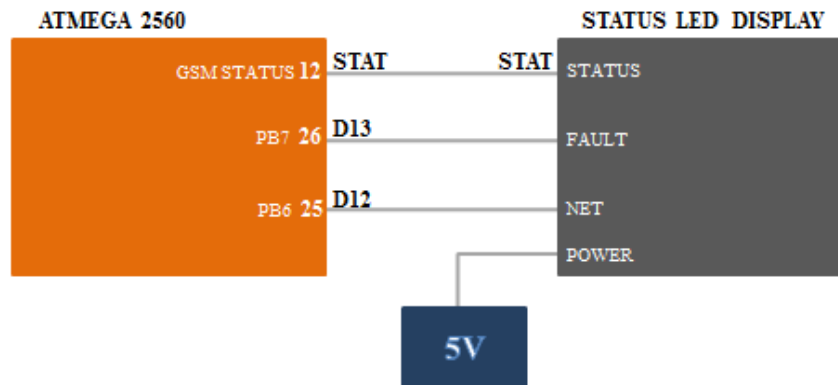 ATMEGA 2560
STATUS LED DISPLAY
GSM STATUS 12 STAT
STAT STATUS
PB7 26 D13
FAULT
PB6 25 D12
NET
POWER
5V